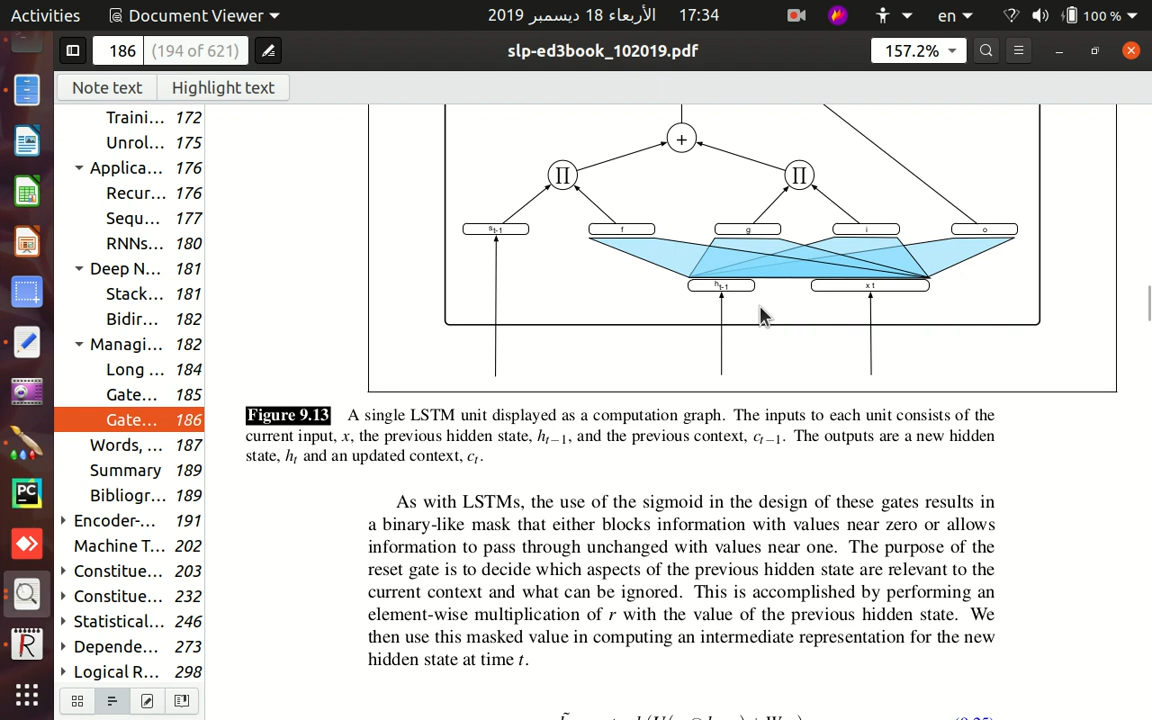 Activities Document Viewer الأربعاء 18 ديسمبر 2019 17:34 en 100 %
186 (194 of 621) slp-ed3book_102019.pdf 157.2%
Note text Highlight text
Traini... 172
Unrol... 175
Applica... 176
Recur... 176
Sequ... 177
RNNs... 180
Deep N... 181
Stack... 181
Bidir... 182
Managi... 182
Long ... 184
Gate... 185
Gate... 186
Words, ... 187
Summary 189
Bibliogr... 189
Encoder-... 191
Machine T... 202
Constitue... 203
Constitue... 232
Statistical... 246
Depende... 273
Logical R... 298
PC
R
+
∏ ∏
s_{t-1} f g i o
h_{t-1} x t
Figure 9.13 A single LSTM unit displayed as a computation graph. The inputs to each unit consists of the
current input, x, the previous hidden state, h_{t−1}, and the previous context, c_{t−1}. The outputs are a new hidden
state, h_t and an updated context, c_t.
As with LSTMs, the use of the sigmoid in the design of these gates results in
a binary-like mask that either blocks information with values near zero or allows
information to pass through unchanged with values near one. The purpose of the
reset gate is to decide which aspects of the previous hidden state are relevant to the
current context and what can be ignored. This is accomplished by performing an
element-wise multiplication of r with the value of the previous hidden state. We
then use this masked value in computing an intermediate representation for the new
hidden state at time t.